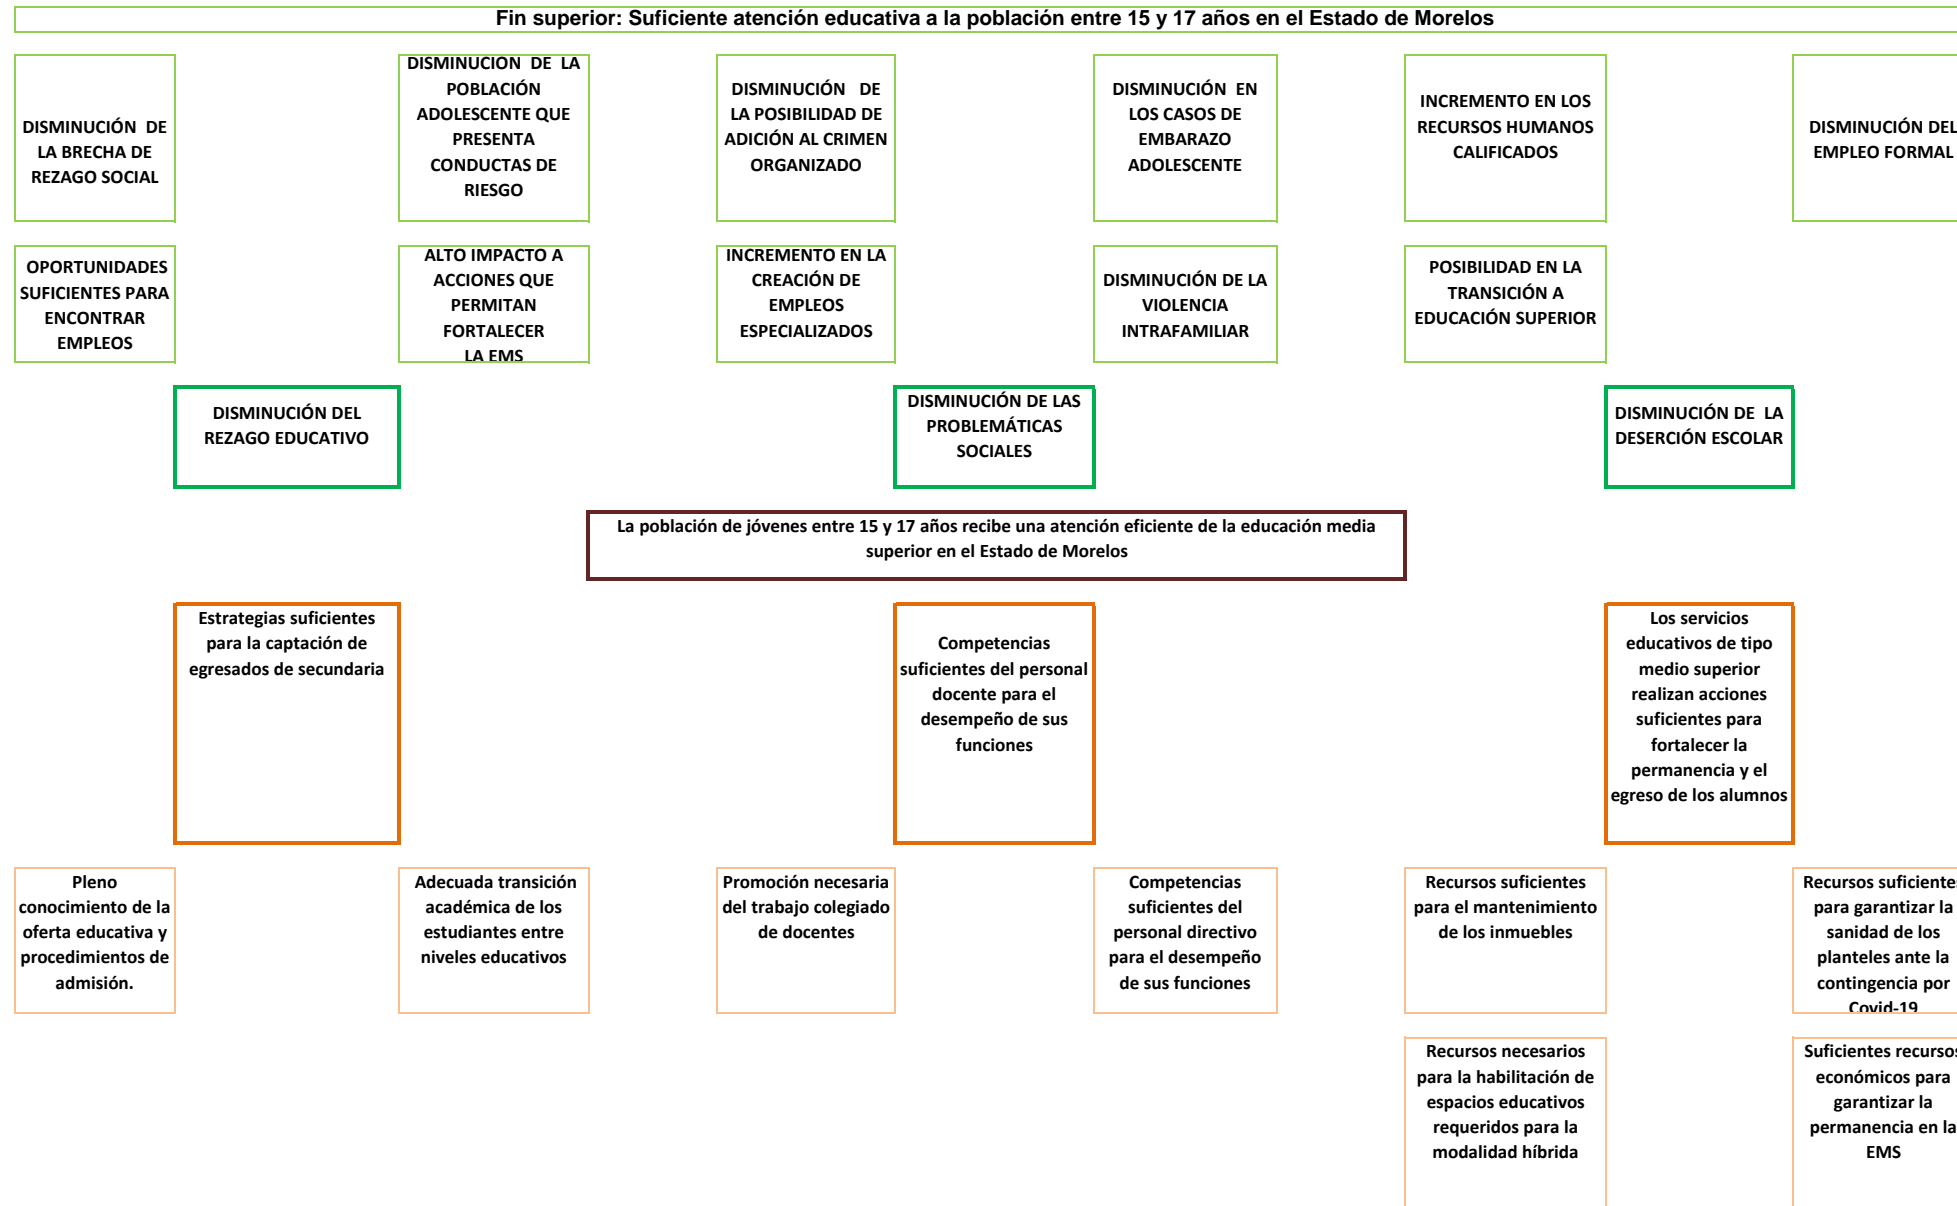 Fin superior: Suficiente atención educativa a la población entre 15 y 17 años en el Estado de Morelos
DISMINUCIÓN DE
LA BRECHA DE
REZAGO SOCIAL
DISMINUCION DE LA
POBLACIÓN
ADOLESCENTE QUE
PRESENTA
CONDUCTAS DE
RIESGO
DISMINUCIÓN DE
LA POSIBILIDAD DE
ADICIÓN AL CRIMEN
ORGANIZADO
DISMINUCIÓN EN
LOS CASOS DE
EMBARAZO
ADOLESCENTE
INCREMENTO EN LOS
RECURSOS HUMANOS
CALIFICADOS
DISMINUCIÓN DEL
EMPLEO FORMAL
OPORTUNIDADES
SUFICIENTES PARA
ENCONTRAR
EMPLEOS
ALTO IMPACTO A
ACCIONES QUE
PERMITAN
FORTALECER
LA EMS
INCREMENTO EN LA
CREACIÓN DE
EMPLEOS
ESPECIALIZADOS
DISMINUCIÓN DE LA
VIOLENCIA
INTRAFAMILIAR
POSIBILIDAD EN LA
TRANSICIÓN A
EDUCACIÓN SUPERIOR
DISMINUCIÓN DEL
REZAGO EDUCATIVO
DISMINUCIÓN DE LAS
PROBLEMÁTICAS
SOCIALES
DISMINUCIÓN DE LA
DESERCIÓN ESCOLAR
La población de jóvenes entre 15 y 17 años recibe una atención eficiente de la educación media
superior en el Estado de Morelos
Estrategias suficientes
para la captación de
egresados de secundaria
Competencias
suficientes del personal
docente para el
desempeño de sus
funciones
Los servicios
educativos de tipo
medio superior
realizan acciones
suficientes para
fortalecer la
permanencia y el
egreso de los alumnos
Pleno
conocimiento de la
oferta educativa y
procedimientos de
admisión.
Adecuada transición
académica de los
estudiantes entre
niveles educativos
Promoción necesaria
del trabajo colegiado
de docentes
Competencias
suficientes del
personal directivo
para el desempeño
de sus funciones
Recursos suficientes
para el mantenimiento
de los inmuebles
Recursos suficientes
para garantizar la
sanidad de los
planteles ante la
contingencia por
Covid-19
Recursos necesarios
para la habilitación de
espacios educativos
requeridos para la
modalidad híbrida
Suficientes recursos
económicos para
garantizar la
permanencia en la
EMS